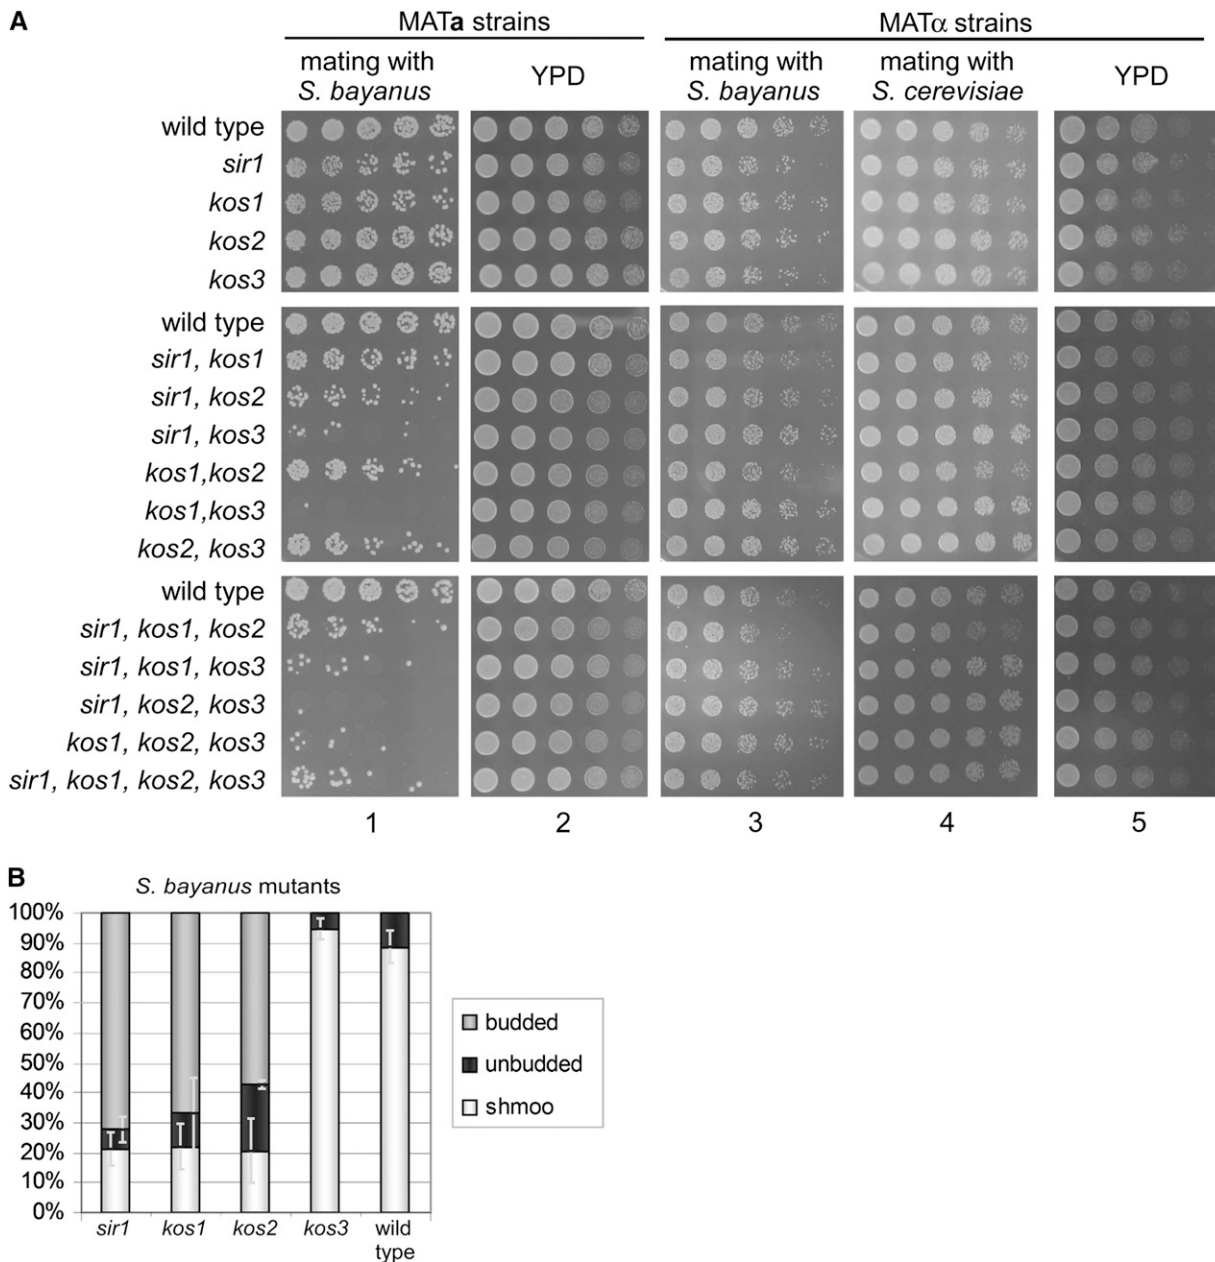 A
MATa strains
MATα strains
mating with
S. bayanus
YPD
mating with
S. bayanus
mating with
S. cerevisiae
YPD
wild type
sir1
kos1
kos2
kos3
wild type
sir1, kos1
sir1, kos2
sir1, kos3
kos1,kos2
kos1,kos3
kos2, kos3
wild type
sir1, kos1, kos2
sir1, kos1, kos3
sir1, kos2, kos3
kos1, kos2, kos3
sir1, kos1, kos2, kos3
1
2
3
4
5
B
S. bayanus mutants
100%
90%
80%
70%
60%
50%
40%
30%
20%
10%
0%
sir1
kos1
kos2
kos3
wild
type
budded
unbudded
shmoo